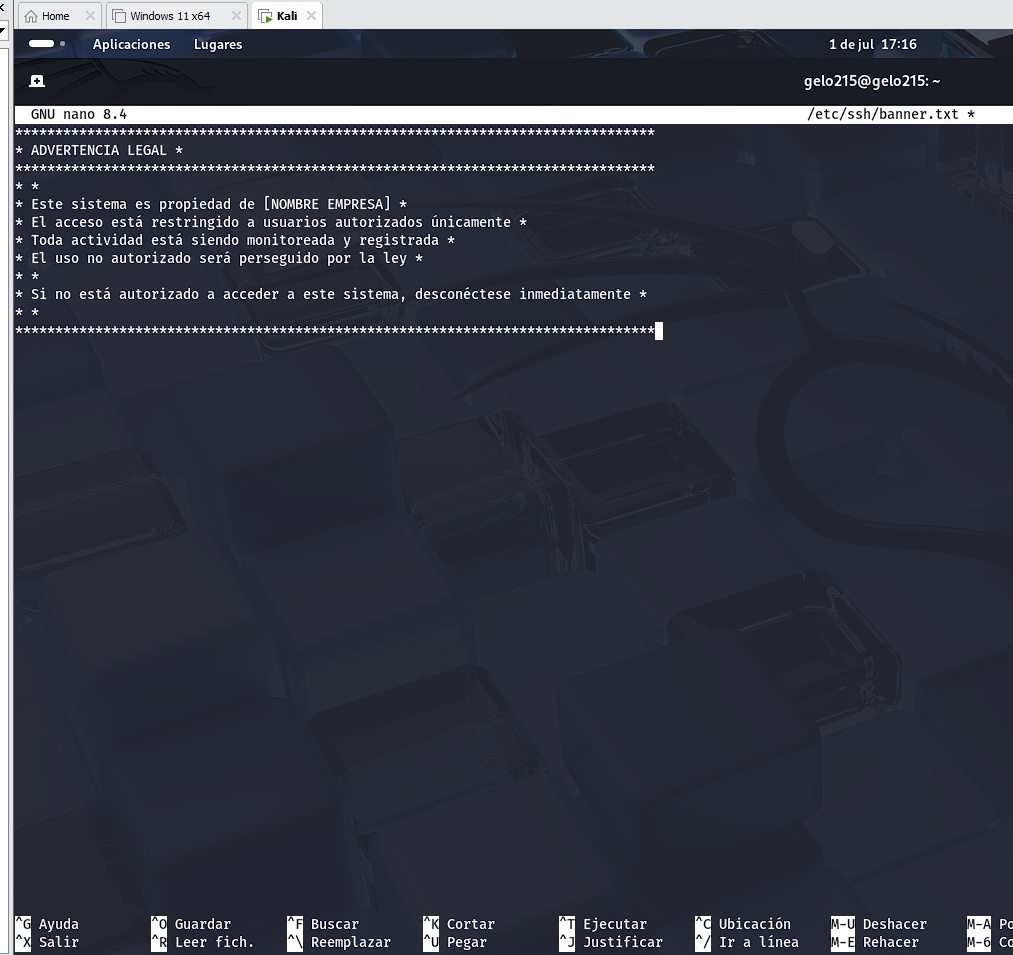 Home
Windows 11 x64
Kali
Aplicaciones Lugares 1 de jul 17:16
gelo215@gelo215: ~
GNU nano 8.4 /etc/ssh/banner.txt *
********************************************************************************
* ADVERTENCIA LEGAL *
********************************************************************************
* *
* Este sistema es propiedad de [NOMBRE EMPRESA] *
* El acceso está restringido a usuarios autorizados únicamente *
* Toda actividad está siendo monitoreada y registrada *
* El uso no autorizado será perseguido por la ley *
* *
* Si no está autorizado a acceder a este sistema, desconéctese inmediatamente *
* *
********************************************************************************
^G Ayuda ^O Guardar ^F Buscar ^K Cortar ^T Ejecutar ^C Ubicación M-U Deshacer M-A
^X Salir ^R Leer fich. ^\ Reemplazar ^U Pegar ^J Justificar ^/ Ir a línea M-E Rehacer M-6